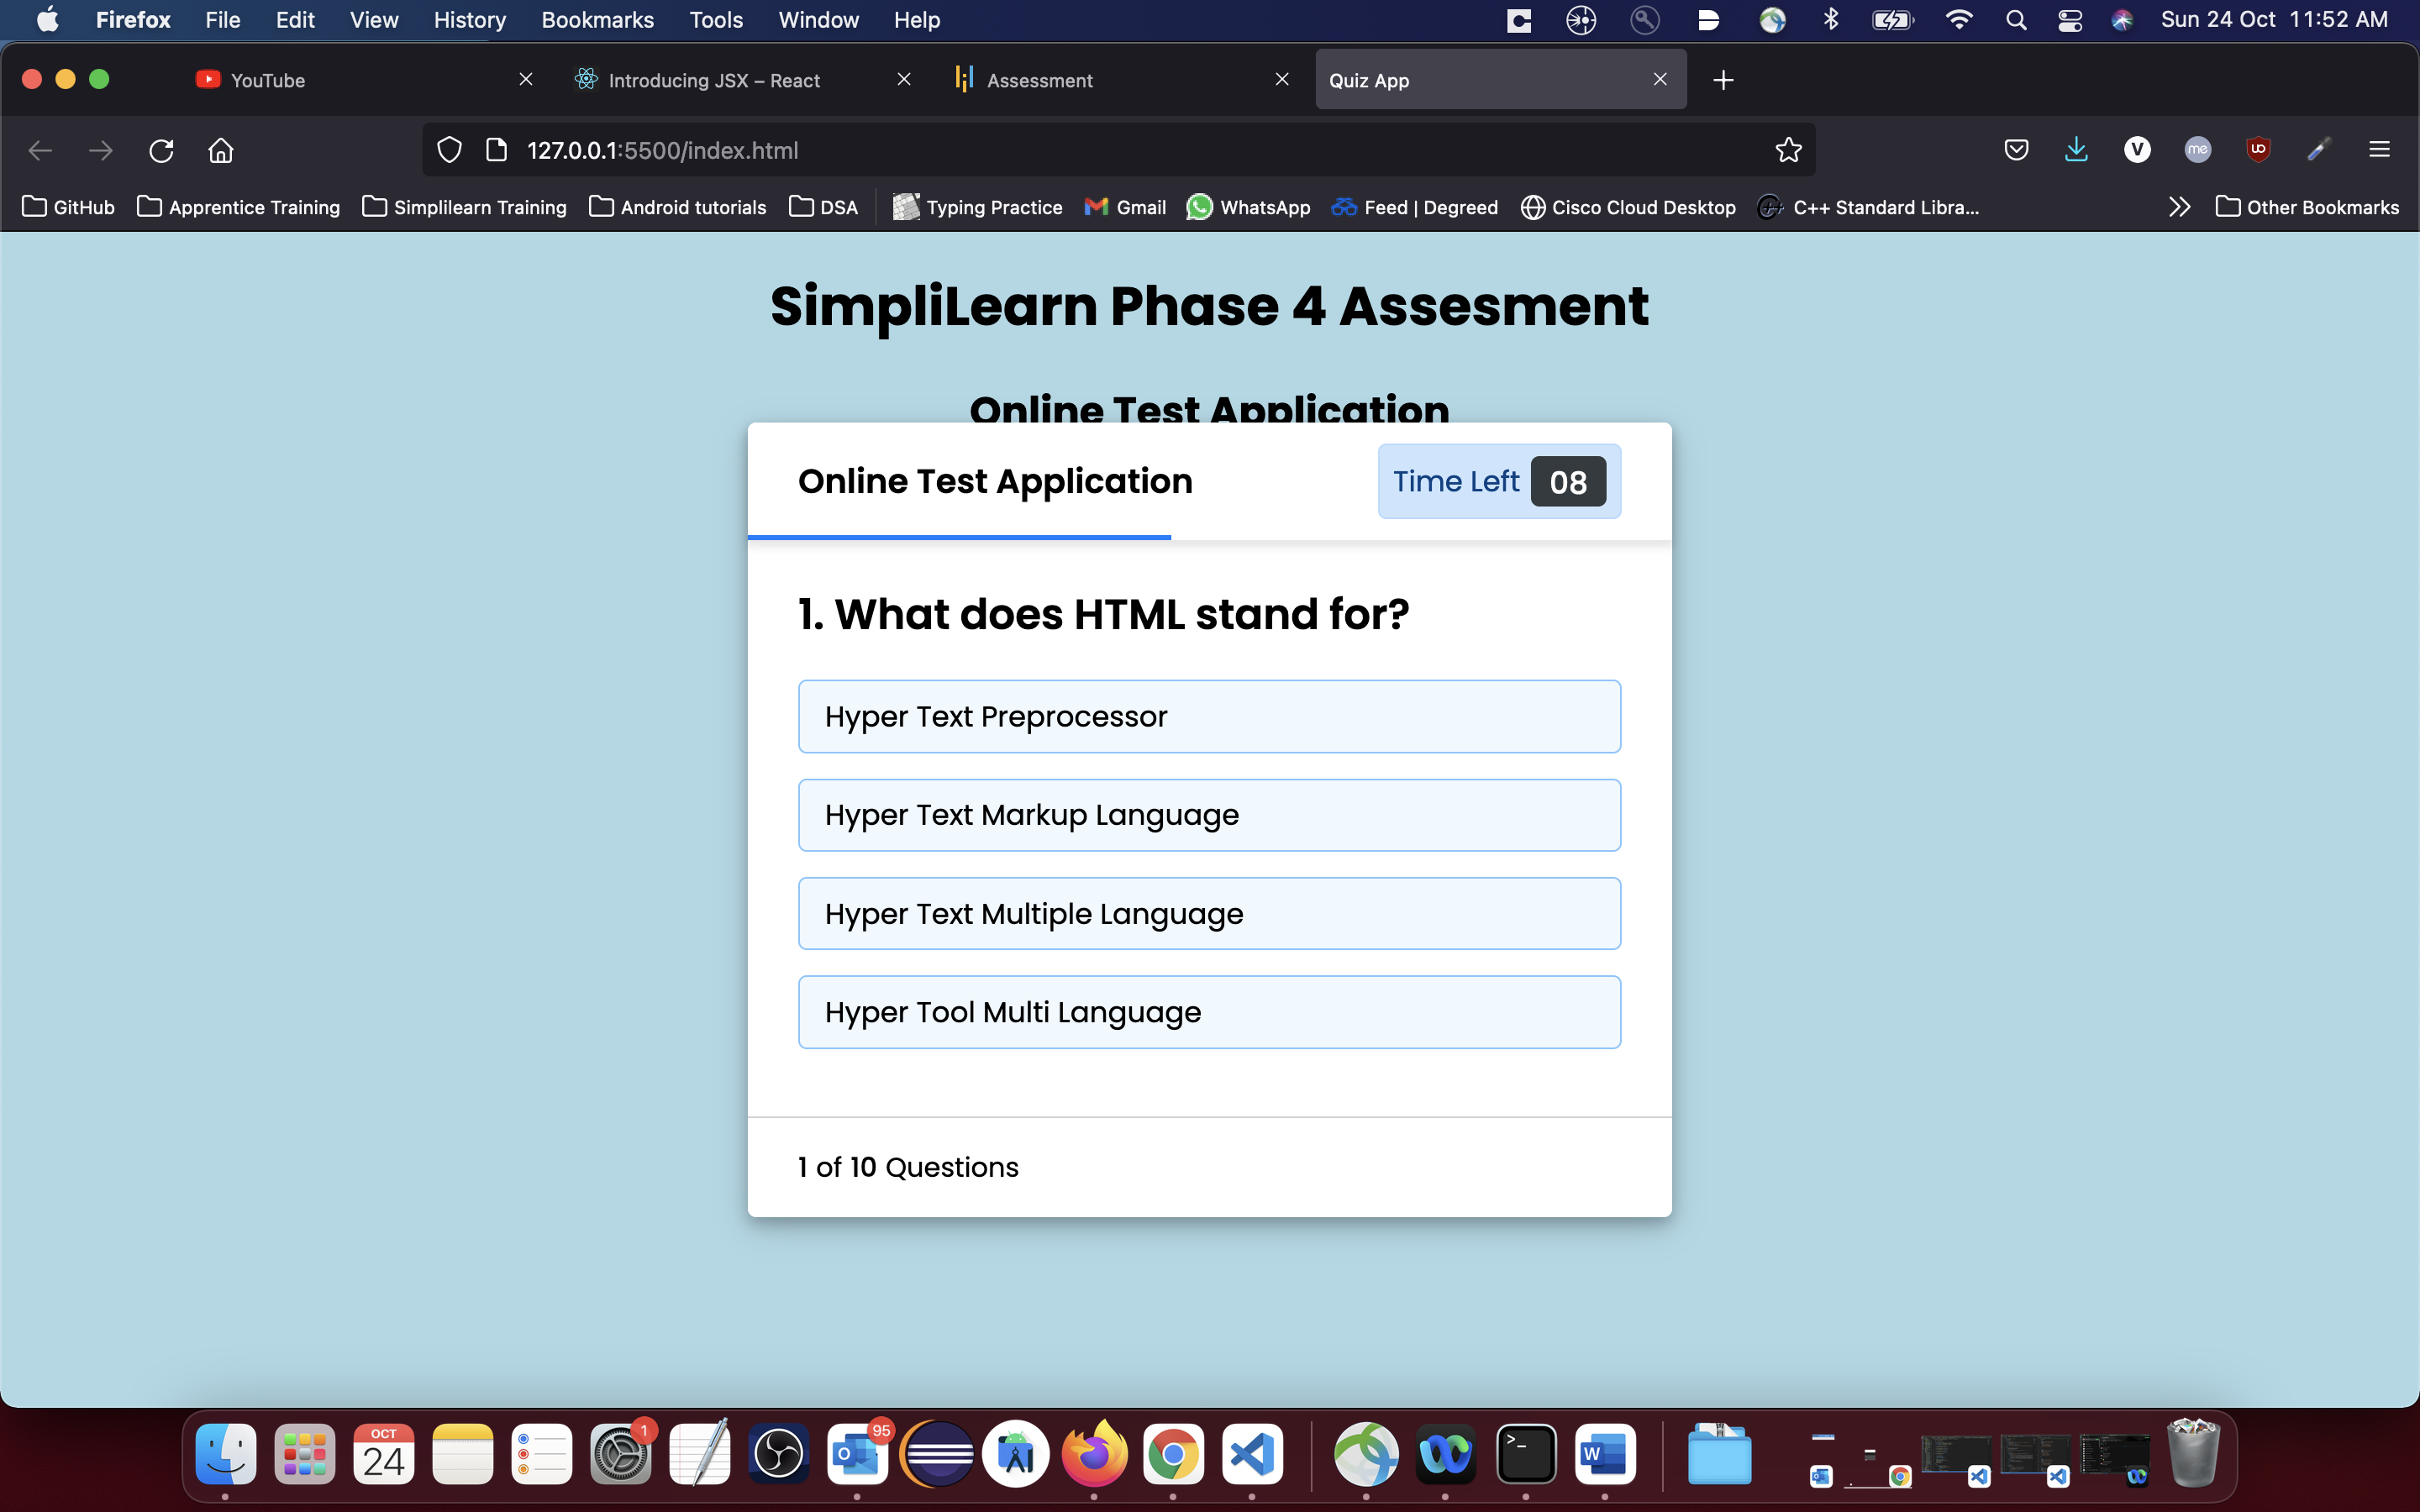 Firefox File Edit View History Bookmarks Tools Window Help Sun 24 Oct 11:52 AM
YouTube Introducing JSX – React Assessment Quiz App
127.0.0.1:5500/index.html
GitHub Apprentice Training Simplilearn Training Android tutorials DSA Typing Practice Gmail WhatsApp Feed | Degreed Cisco Cloud Desktop C++ Standard Libra... Other Bookmarks
SimpliLearn Phase 4 Assesment
Online Test Application
Online Test Application
Time Left 08
1. What does HTML stand for?
Hyper Text Preprocessor
Hyper Text Markup Language
Hyper Text Multiple Language
Hyper Tool Multi Language
1 of 10 Questions
OCT
24
1
95